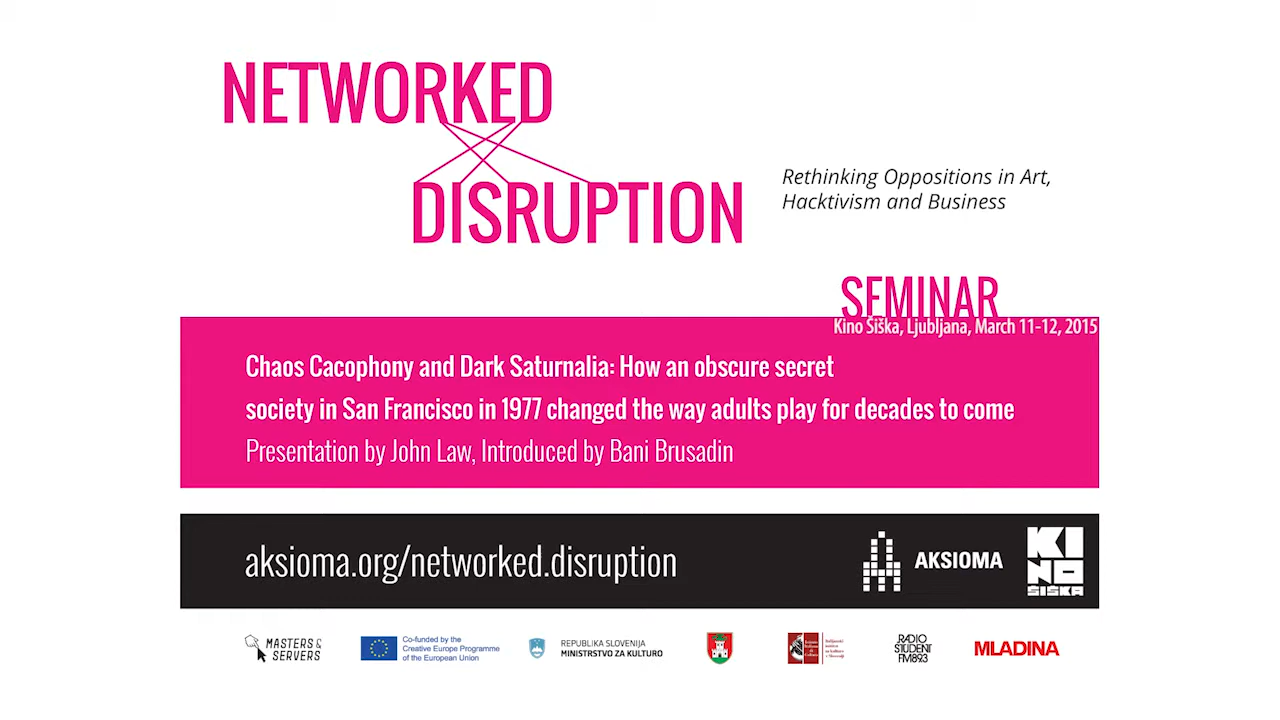 NETWORKED
DISRUPTION
Rethinking Oppositions in Art,
Hacktivism and Business
SEMINAR
Kino Šiška, Ljubljana, March 11-12, 2015
Chaos Cacophony and Dark Saturnalia: How an obscure secret
society in San Francisco in 1977 changed the way adults play for decades to come
Presentation by John Law, Introduced by Bani Brusadin
aksioma.org/networked.disruption
AKSIOMA
KI
NO
ŠIŠKA
MASTERS &
SERVERS
Co-funded by the
Creative Europe Programme
of the European Union
REPUBLIKA SLOVENIJA
MINISTRSTVO ZA KULTURO
RADIO
STUDENT
FM89.3
MLADINA